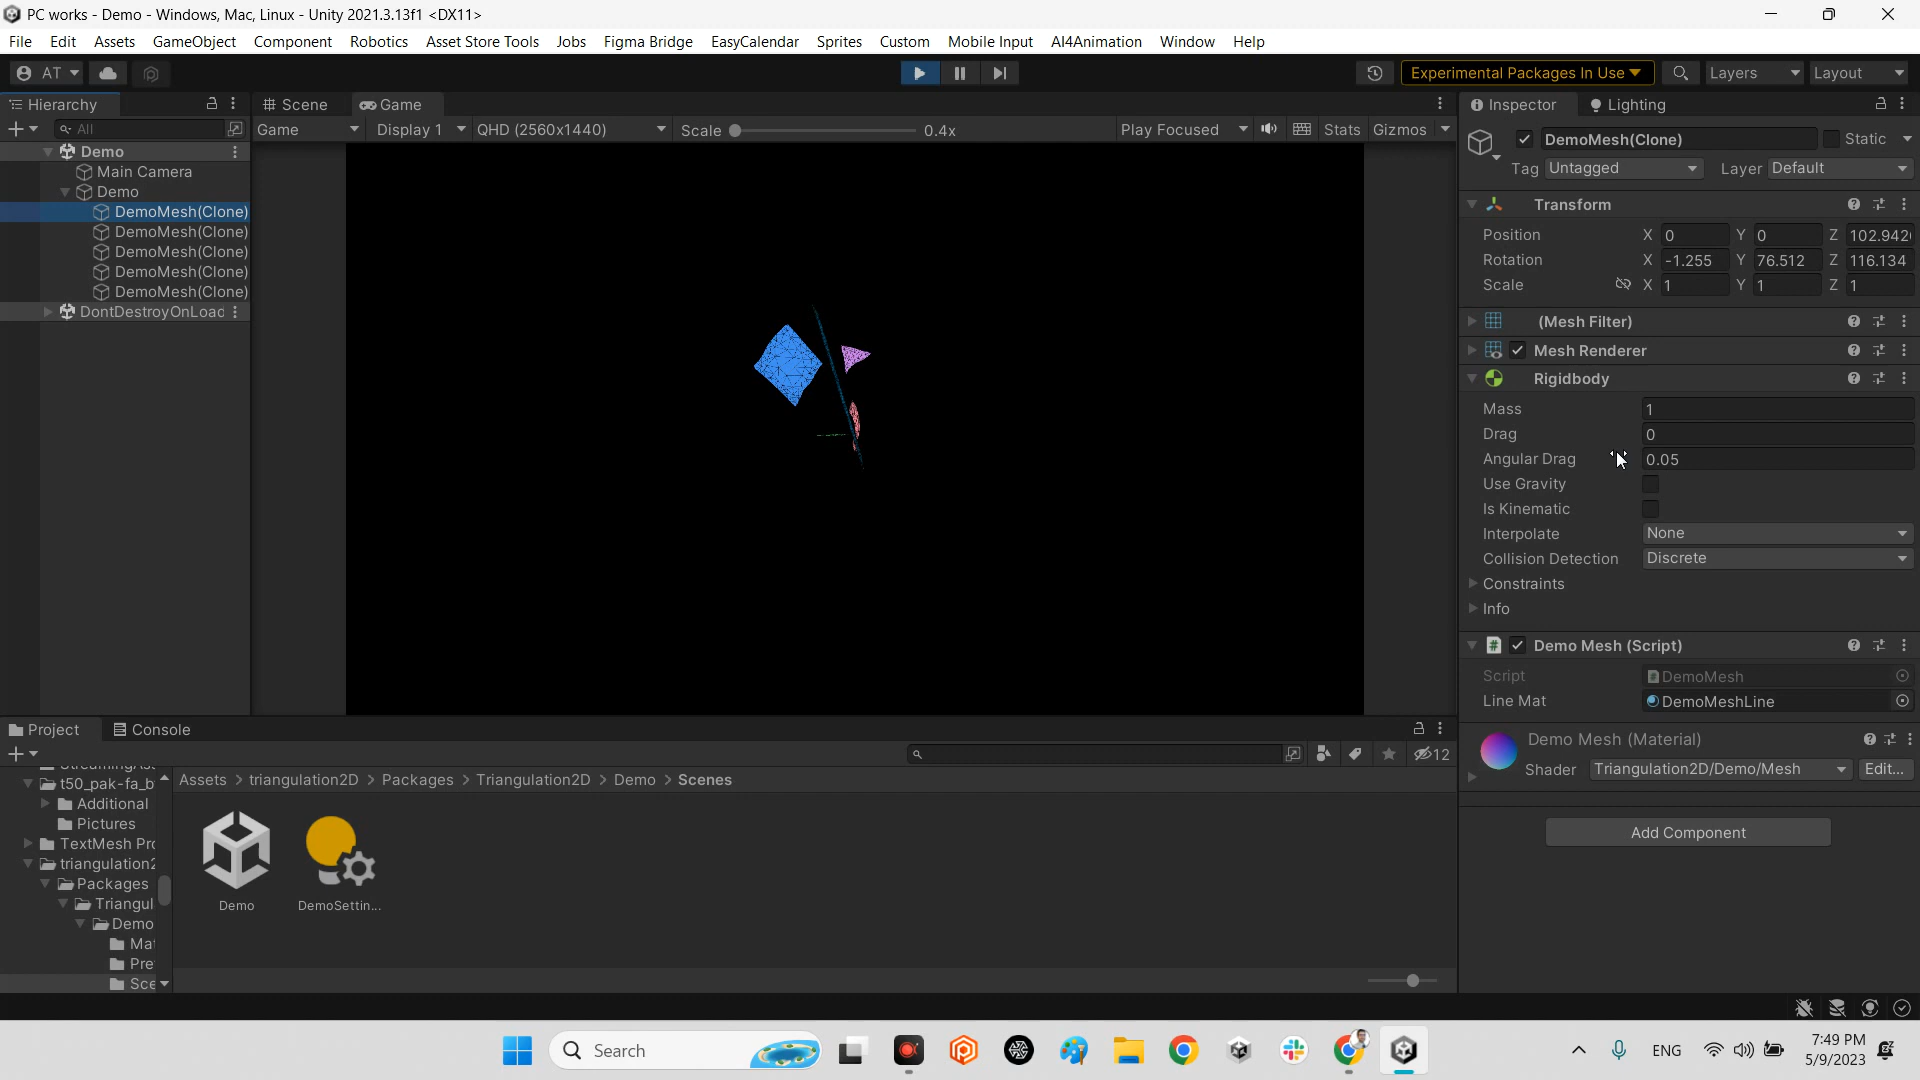 PC works - Demo - Windows, Mac, Linux - Unity 2021.3.13f1 <DX11>
File Edit Assets GameObject Component Robotics Asset Store Tools Jobs Figma Bridge EasyCalendar Sprites Custom Mobile Input AI4Animation Window Help
AT Experimental Packages In Use Layers Layout
Hierarchy Scene Game Inspector Lighting
All Game Display 1 QHD (2560x1440) Scale 0.4x Play Focused Stats Gizmos
DemoMesh(Clone) Static
Tag Untagged Layer Default
Demo
Main Camera
Demo
DemoMesh(Clone)
DemoMesh(Clone)
DemoMesh(Clone)
DemoMesh(Clone)
DemoMesh(Clone)
DontDestroyOnLoad
Transform
Position X 0 Y 0 Z 102.942
Rotation X -1.255 Y 76.512 Z 116.134
Scale X 1 Y 1 Z 1
(Mesh Filter)
Mesh Renderer
Rigidbody
Mass 1
Drag 0
Angular Drag 0.05
Use Gravity
Is Kinematic
Interpolate None
Collision Detection Discrete
Constraints
Info
Demo Mesh (Script)
Script DemoMesh
Line Mat DemoMeshLine
Demo Mesh (Material)
Shader Triangulation2D/Demo/Mesh Edit...
Add Component
Project Console
12
Assets > triangulation2D > Packages > Triangulation2D > Demo > Scenes
t50_pak-fa_b
Additional
Pictures
TextMesh Pro
triangulation2
Packages
Triangul
Demo
Mat
Pre
Sce
Demo DemoSettin...
Search
ENG
7:49 PM
5/9/2023